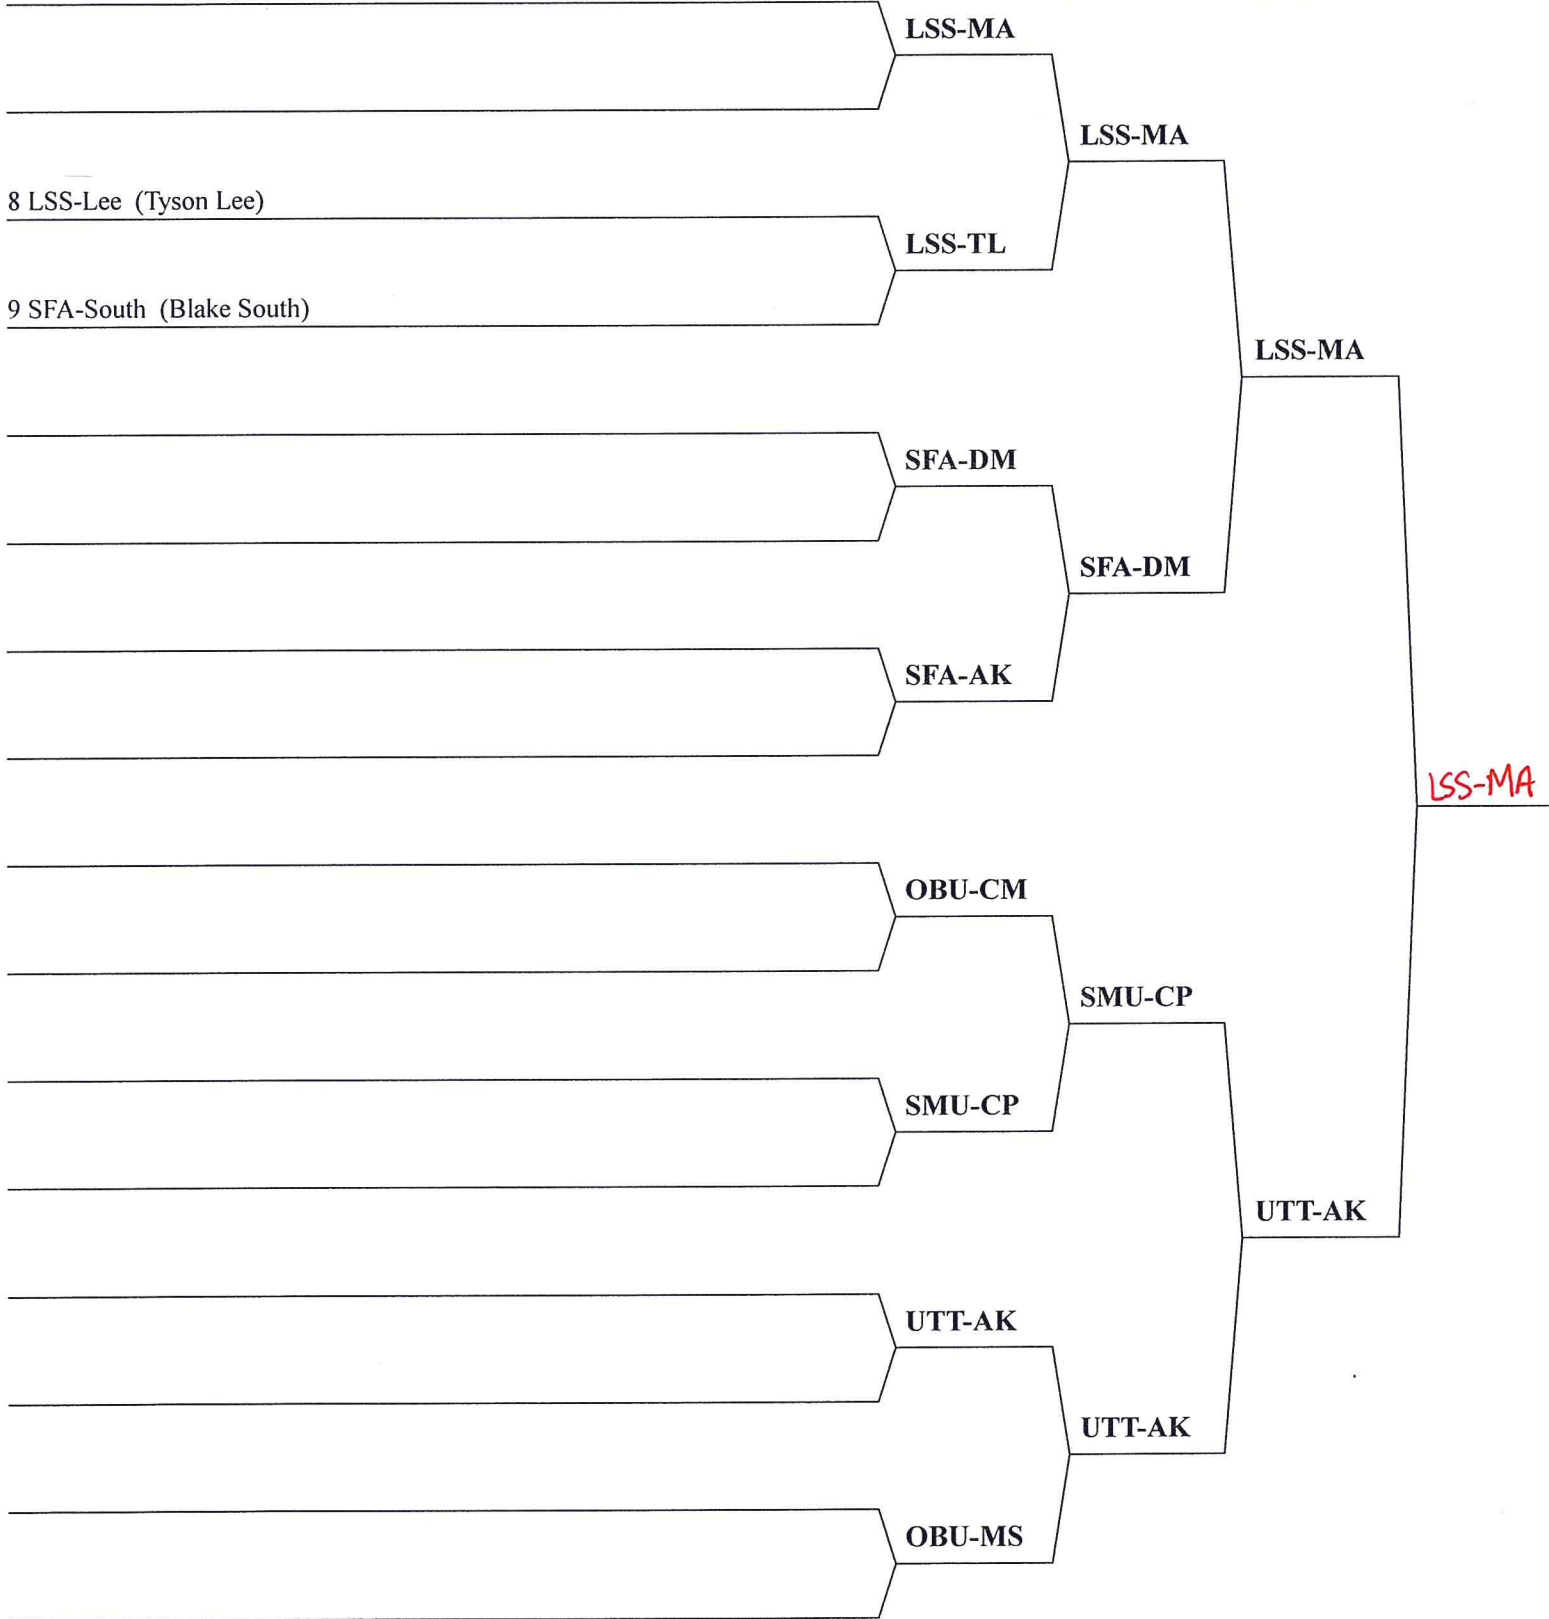 LSS-MA
LSS-MA
8 LSS-Lee (Tyson Lee)
LSS-TL
9 SFA-South (Blake South)
LSS-MA
SFA-DM
SFA-DM
SFA-AK
LSS-MA
OBU-CM
SMU-CP
SMU-CP
UTT-AK
UTT-AK
UTT-AK
OBU-MS